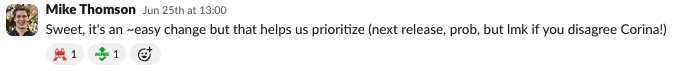 Mike Thomson Jun 25th at 13:00
Sweet, it's an ~easy change but that helps us prioritize (next release, prob, but lmk if you disagree Corina!)
1 1